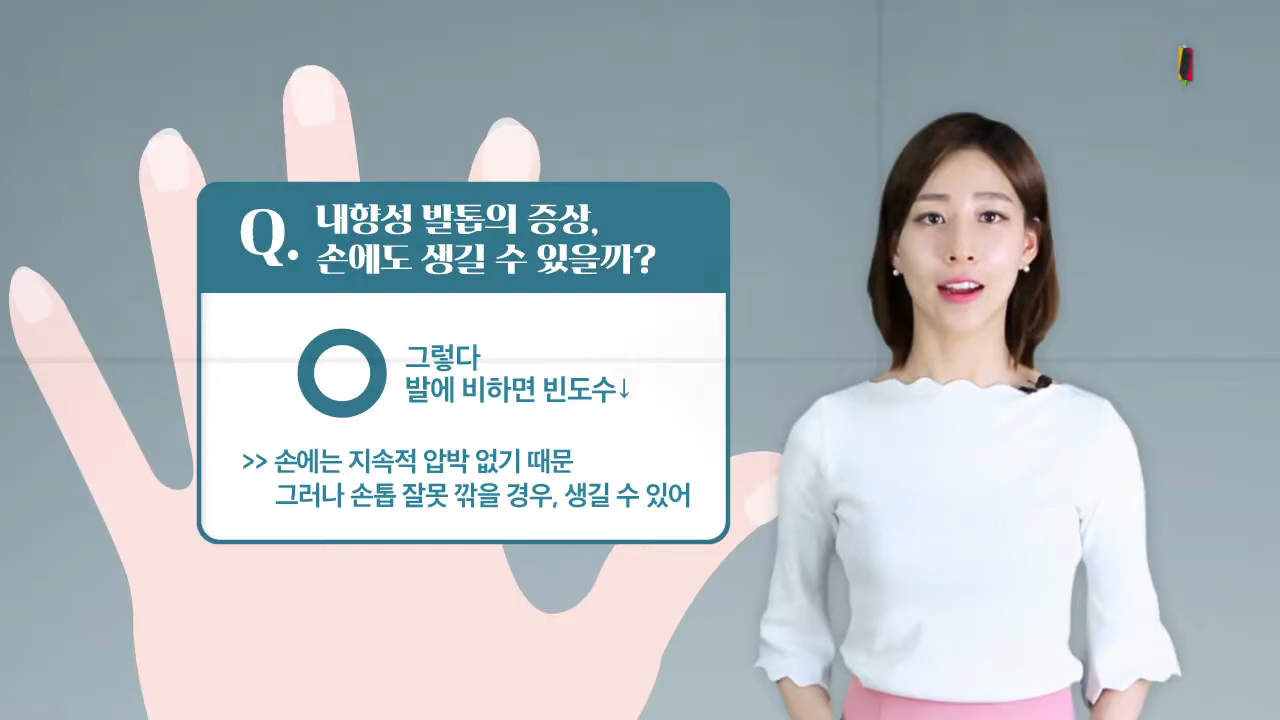 Q. 내향성 발톱의 증상,
손에도 생길 수 있을까?
그렇다
발에 비하면 빈도수↓
>> 손에는 지속적 압박 없기 때문
그러나 손톱 잘못 깎을 경우, 생길 수 있어